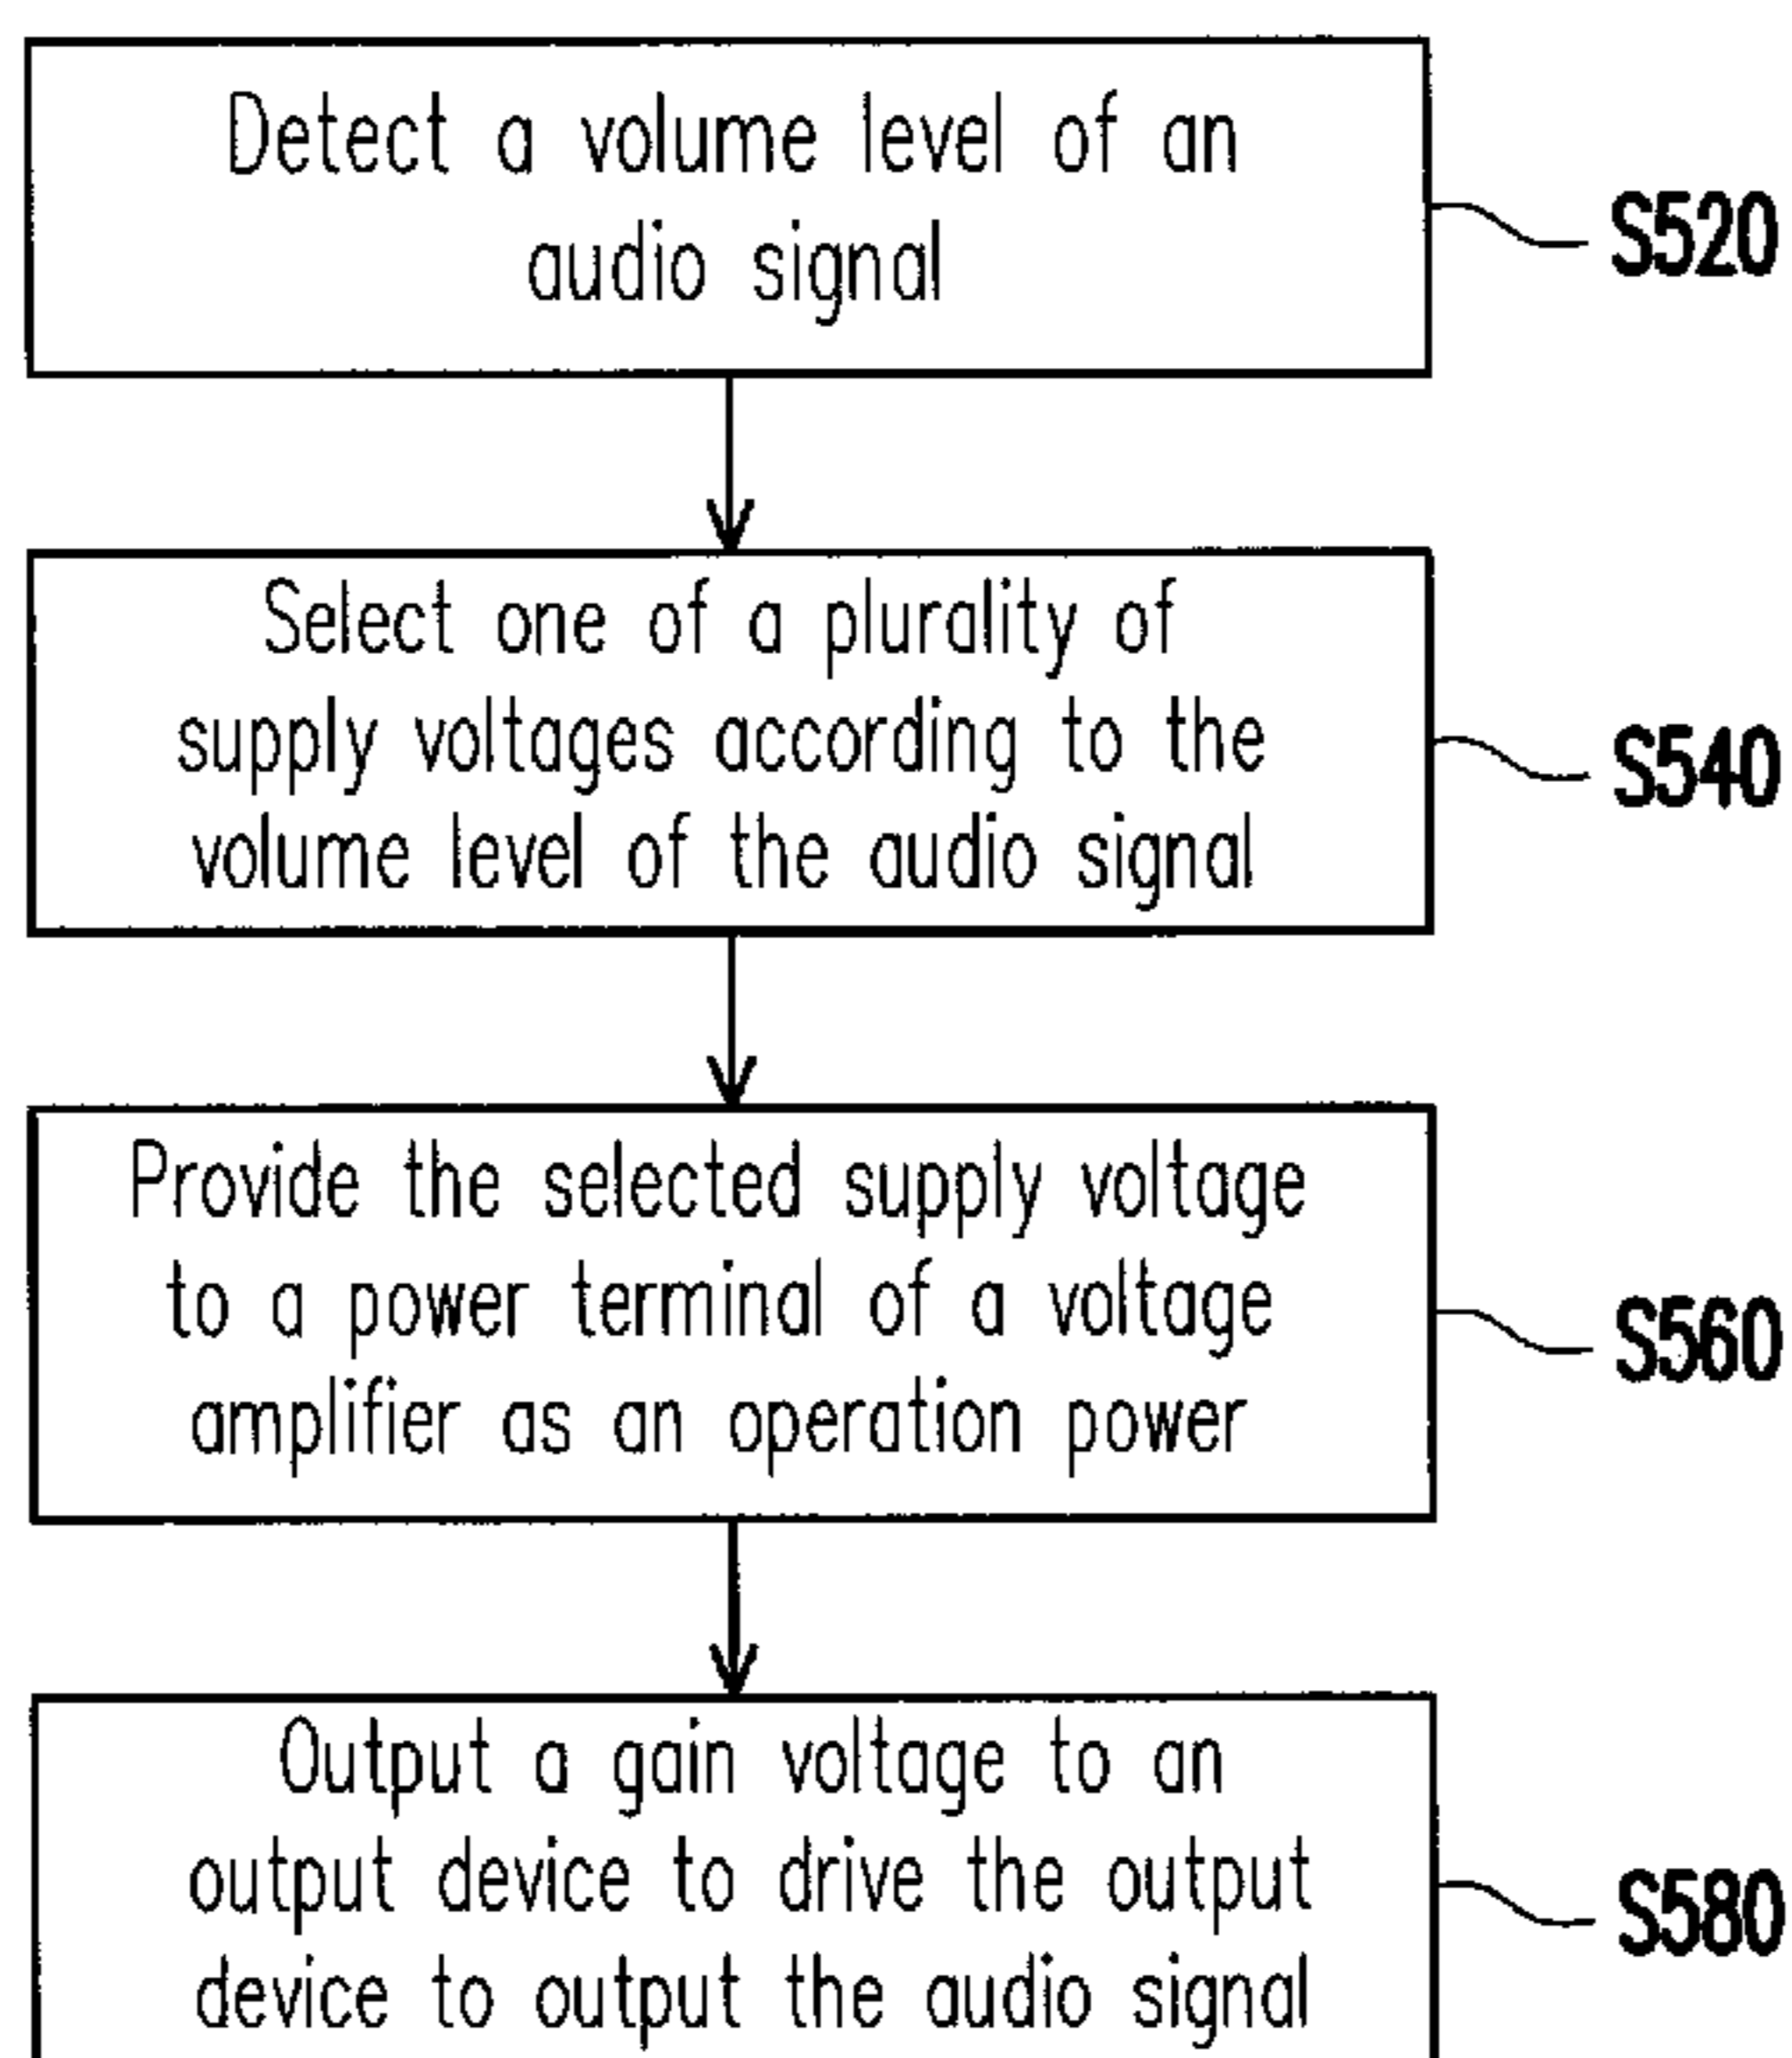 Detect a volume level of an
audio signal
S520
Select one of a plurality of
supply voltages according to the
volume level of the audio signal
S540
Provide the selected supply voltage
to a power terminal of a voltage
amplifier as an operation power
S560
Output a gain voltage to an
output device to drive the output
device to output the audio signal
S580